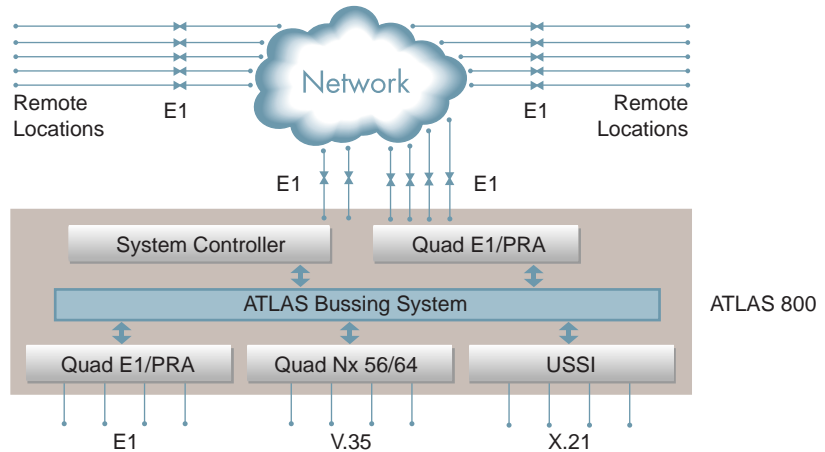 Network
Remote
Locations
E1
E1
Remote
Locations
E1
E1
System Controller
Quad E1/PRA
ATLAS Bussing System
ATLAS 800
Quad E1/PRA
Quad Nx 56/64
USSI
E1
V.35
X.21